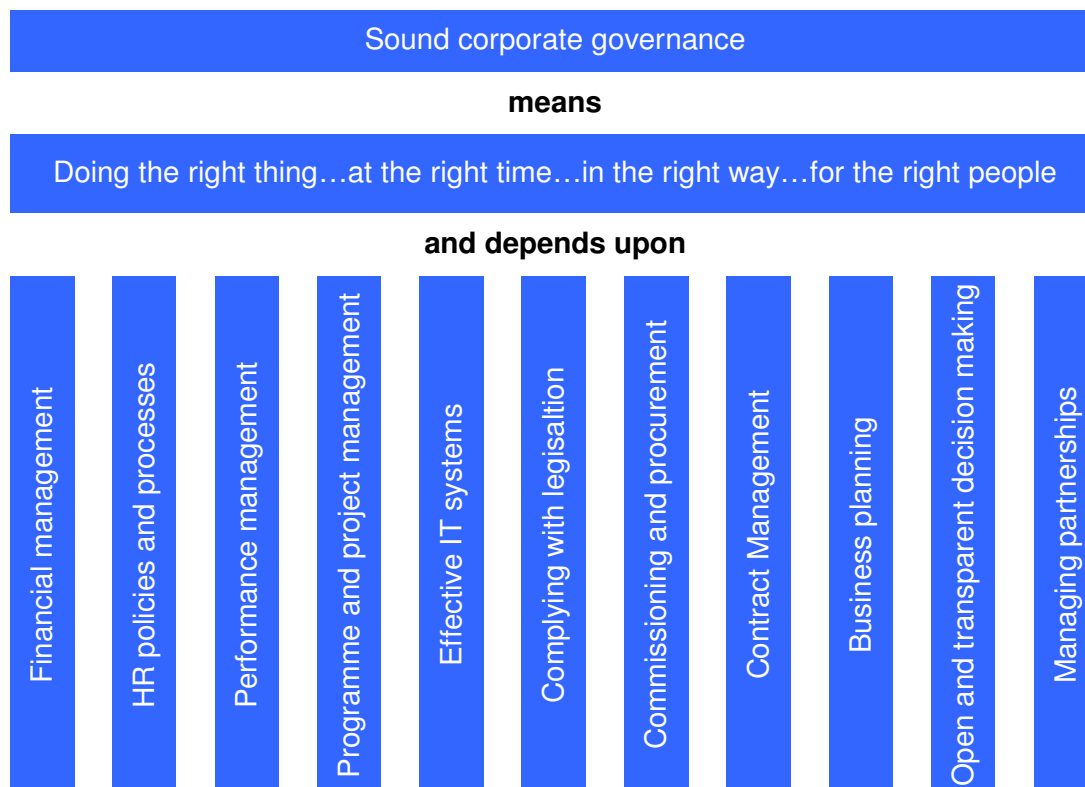 Sound corporate governance
means
Doing the right thing…at the right time…in the right way…for the right people
and depends upon
Financial management
HR policies and processes
Performance management
Programme and project management
Effective IT systems
Complying with legisaltion
Commissioning and procurement
Contract Management
Business planning
Open and transparent decision making
Managing partnerships